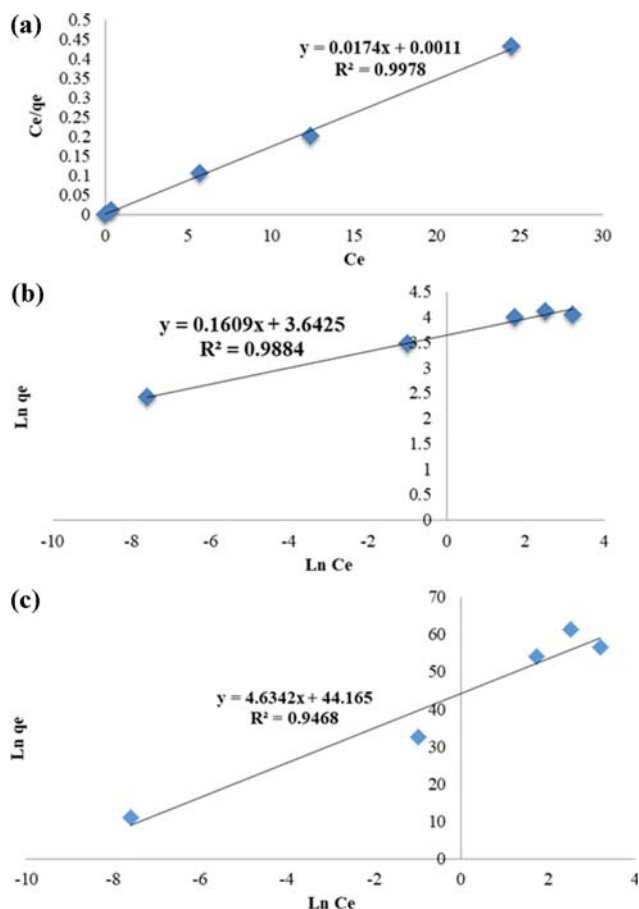 (a)
0.5
0.45
0.4
0.35
0.3
0.25
0.2
0.15
0.1
0.05
0
Ce/qe
y = 0.0174x + 0.0011
R² = 0.9978
0 5 10 15 20 25 30
Ce
(b)
4.5
4
3.5
3
2.5
2
1.5
1
0.5
0
Ln qe
y = 0.1609x + 3.6425
R² = 0.9884
-10 -8 -6 -4 -2 0 2 4
Ln Ce
(c)
70
60
50
40
30
20
10
0
Ln qe
y = 4.6342x + 44.165
R² = 0.9468
-10 -8 -6 -4 -2 0 2 4
Ln Ce